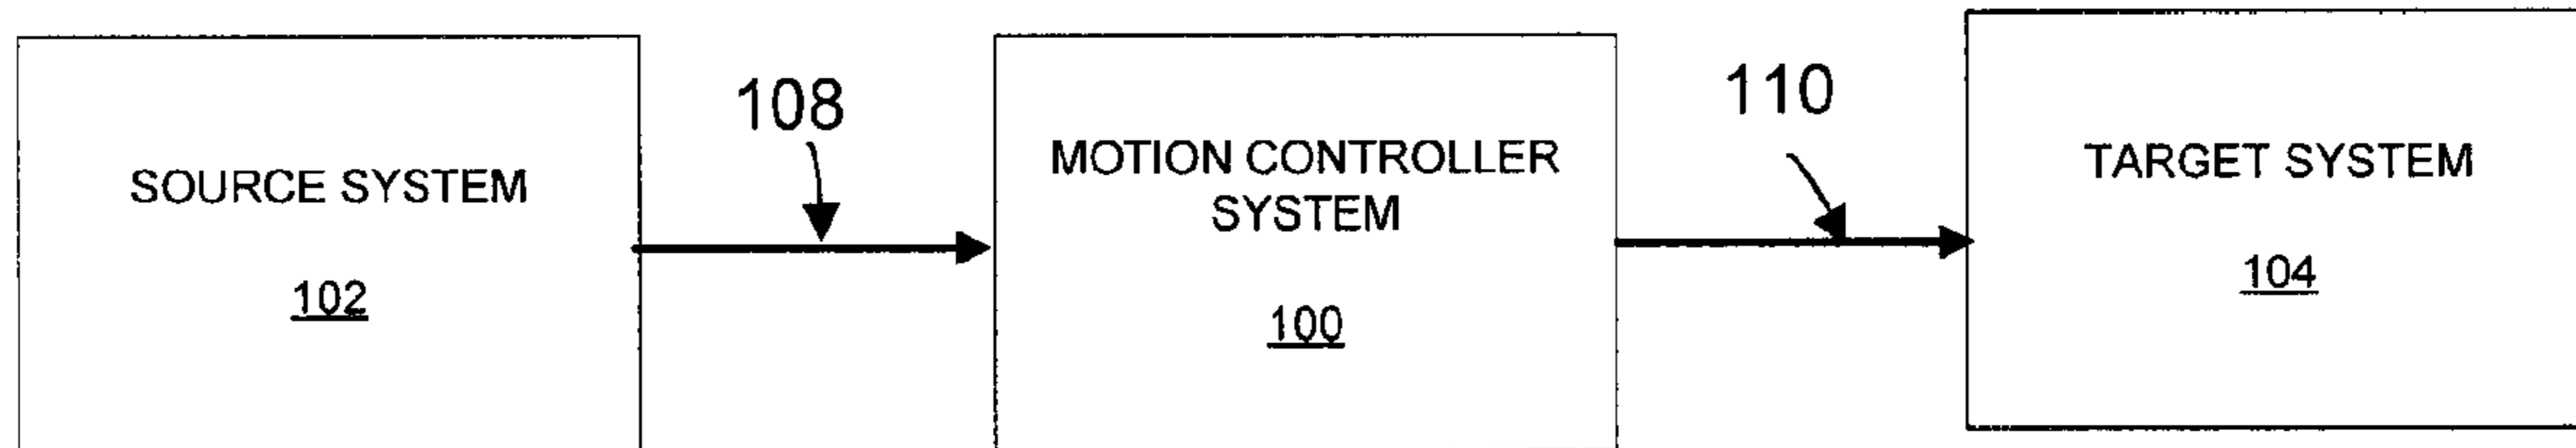 SOURCE SYSTEM
102
108
MOTION CONTROLLER
SYSTEM
100
110
TARGET SYSTEM
104